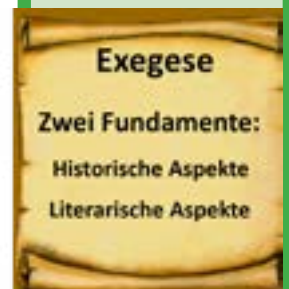 Exegese
Zwei Fundamente:
Historische Aspekte
Literarische Aspekte